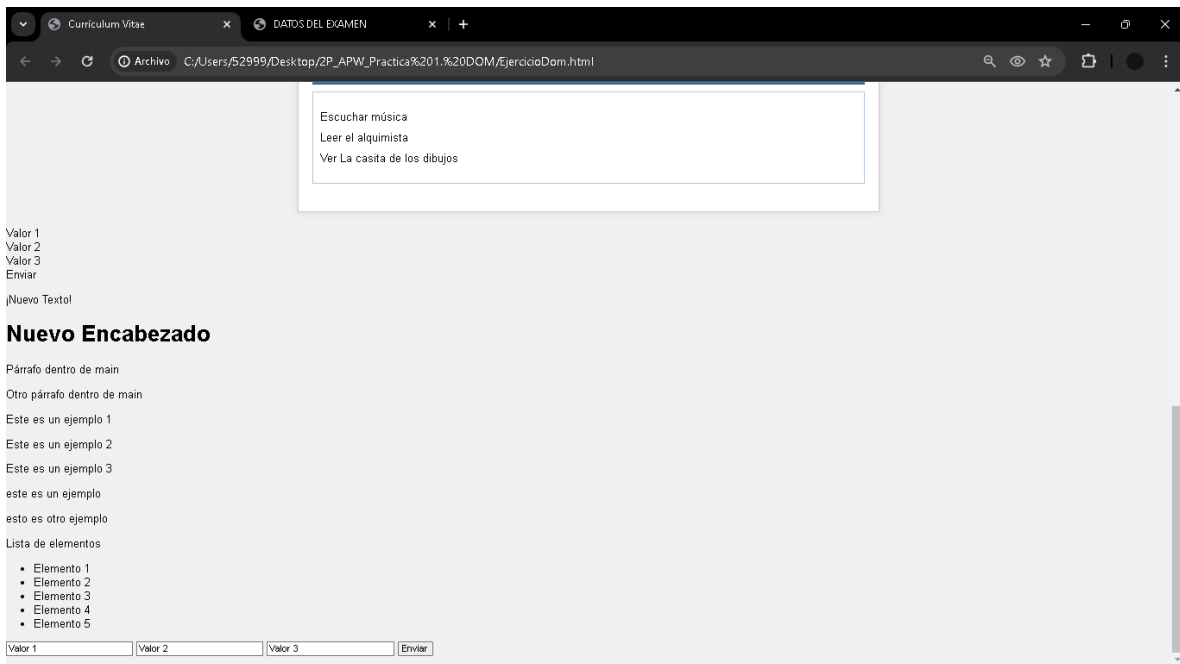 Currículum Vitae
DATOS DEL EXAMEN
Archivo C:/Users/52999/Desktop/2P_APW_Practica%201.%20DOM/EjercicioDom.html
Escuchar música
Leer el alquimista
Ver La casita de los dibujos
Valor 1
Valor 2
Valor 3
Enviar
¡Nuevo Texto!
Nuevo Encabezado
Párrafo dentro de main
Otro párrafo dentro de main
Este es un ejemplo 1
Este es un ejemplo 2
Este es un ejemplo 3
este es un ejemplo
esto es otro ejemplo
Lista de elementos
• Elemento 1
• Elemento 2
• Elemento 3
• Elemento 4
• Elemento 5
Valor 1 Valor 2 Valor 3 Enviar